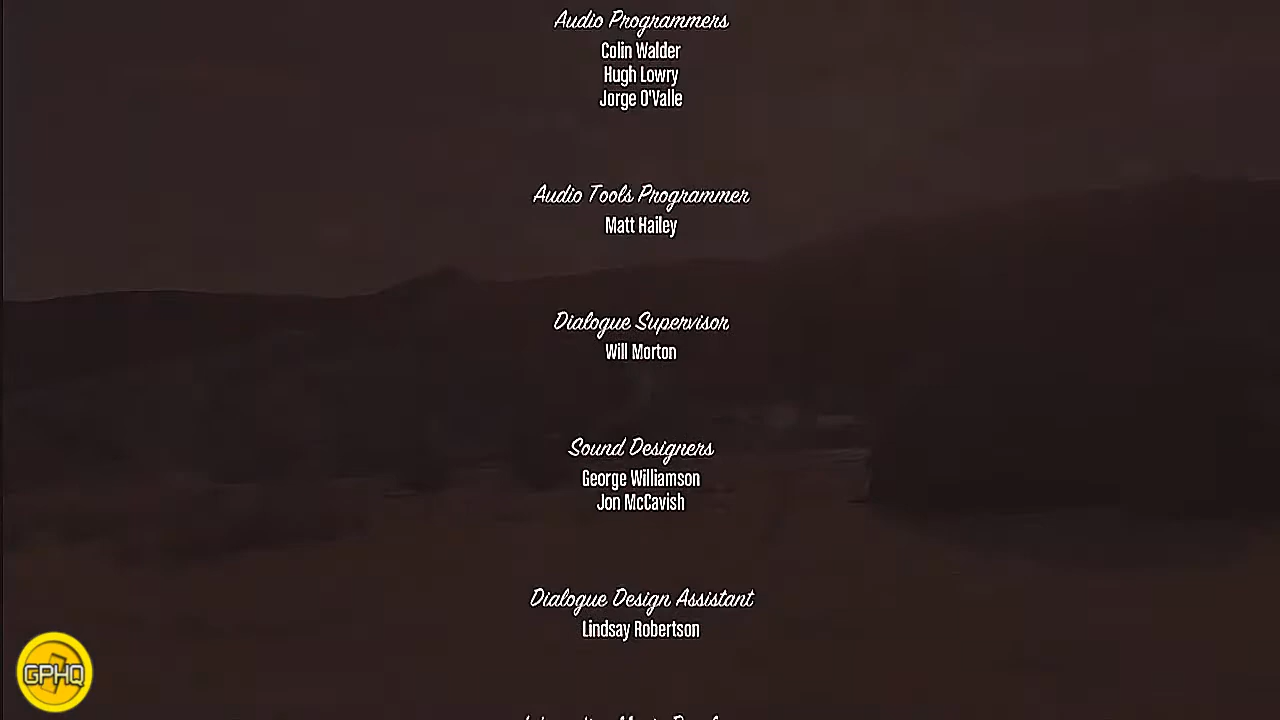 Audio Programmers
Colin Walder
Hugh Lowry
Jorge O'Valle
Audio Tools Programmer
Matt Hailey
Dialogue Supervisor
Will Morton
Sound Designers
George Williamson
Jon McCavish
Dialogue Design Assistant
Lindsay Robertson
GPHQ